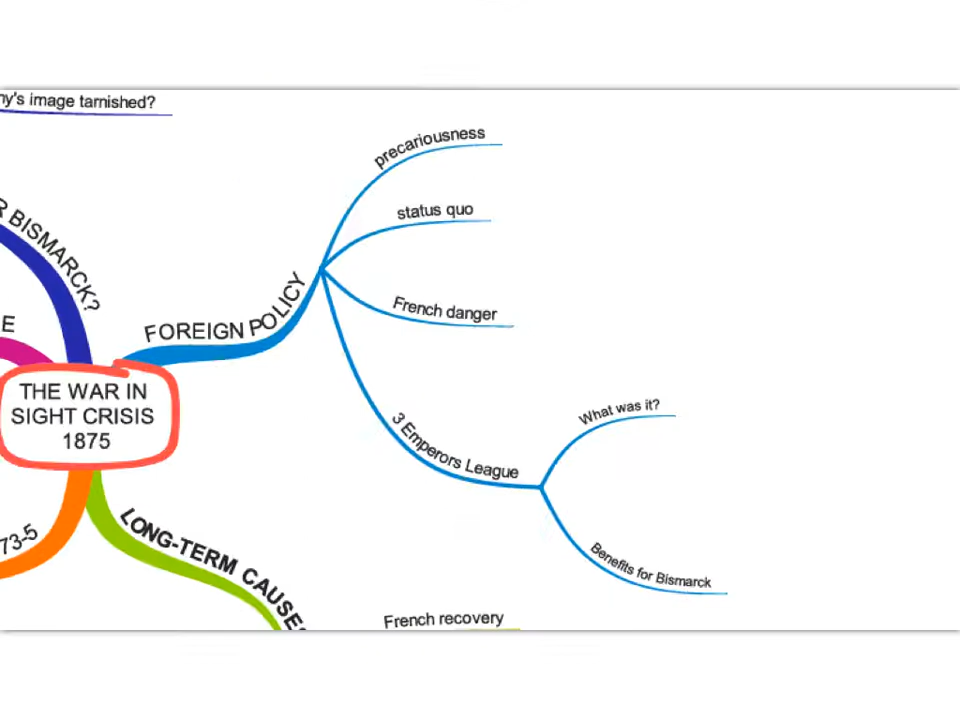 ny's image tarnished?
precariousness
status quo
R BISMARCK?
FOREIGN POLICY
French danger
E
THE WAR IN
SIGHT CRISIS
1875
3 Emperors League
What was it?
73-5
LONG-TERM CAUSES
Benefits for Bismarck
French recovery